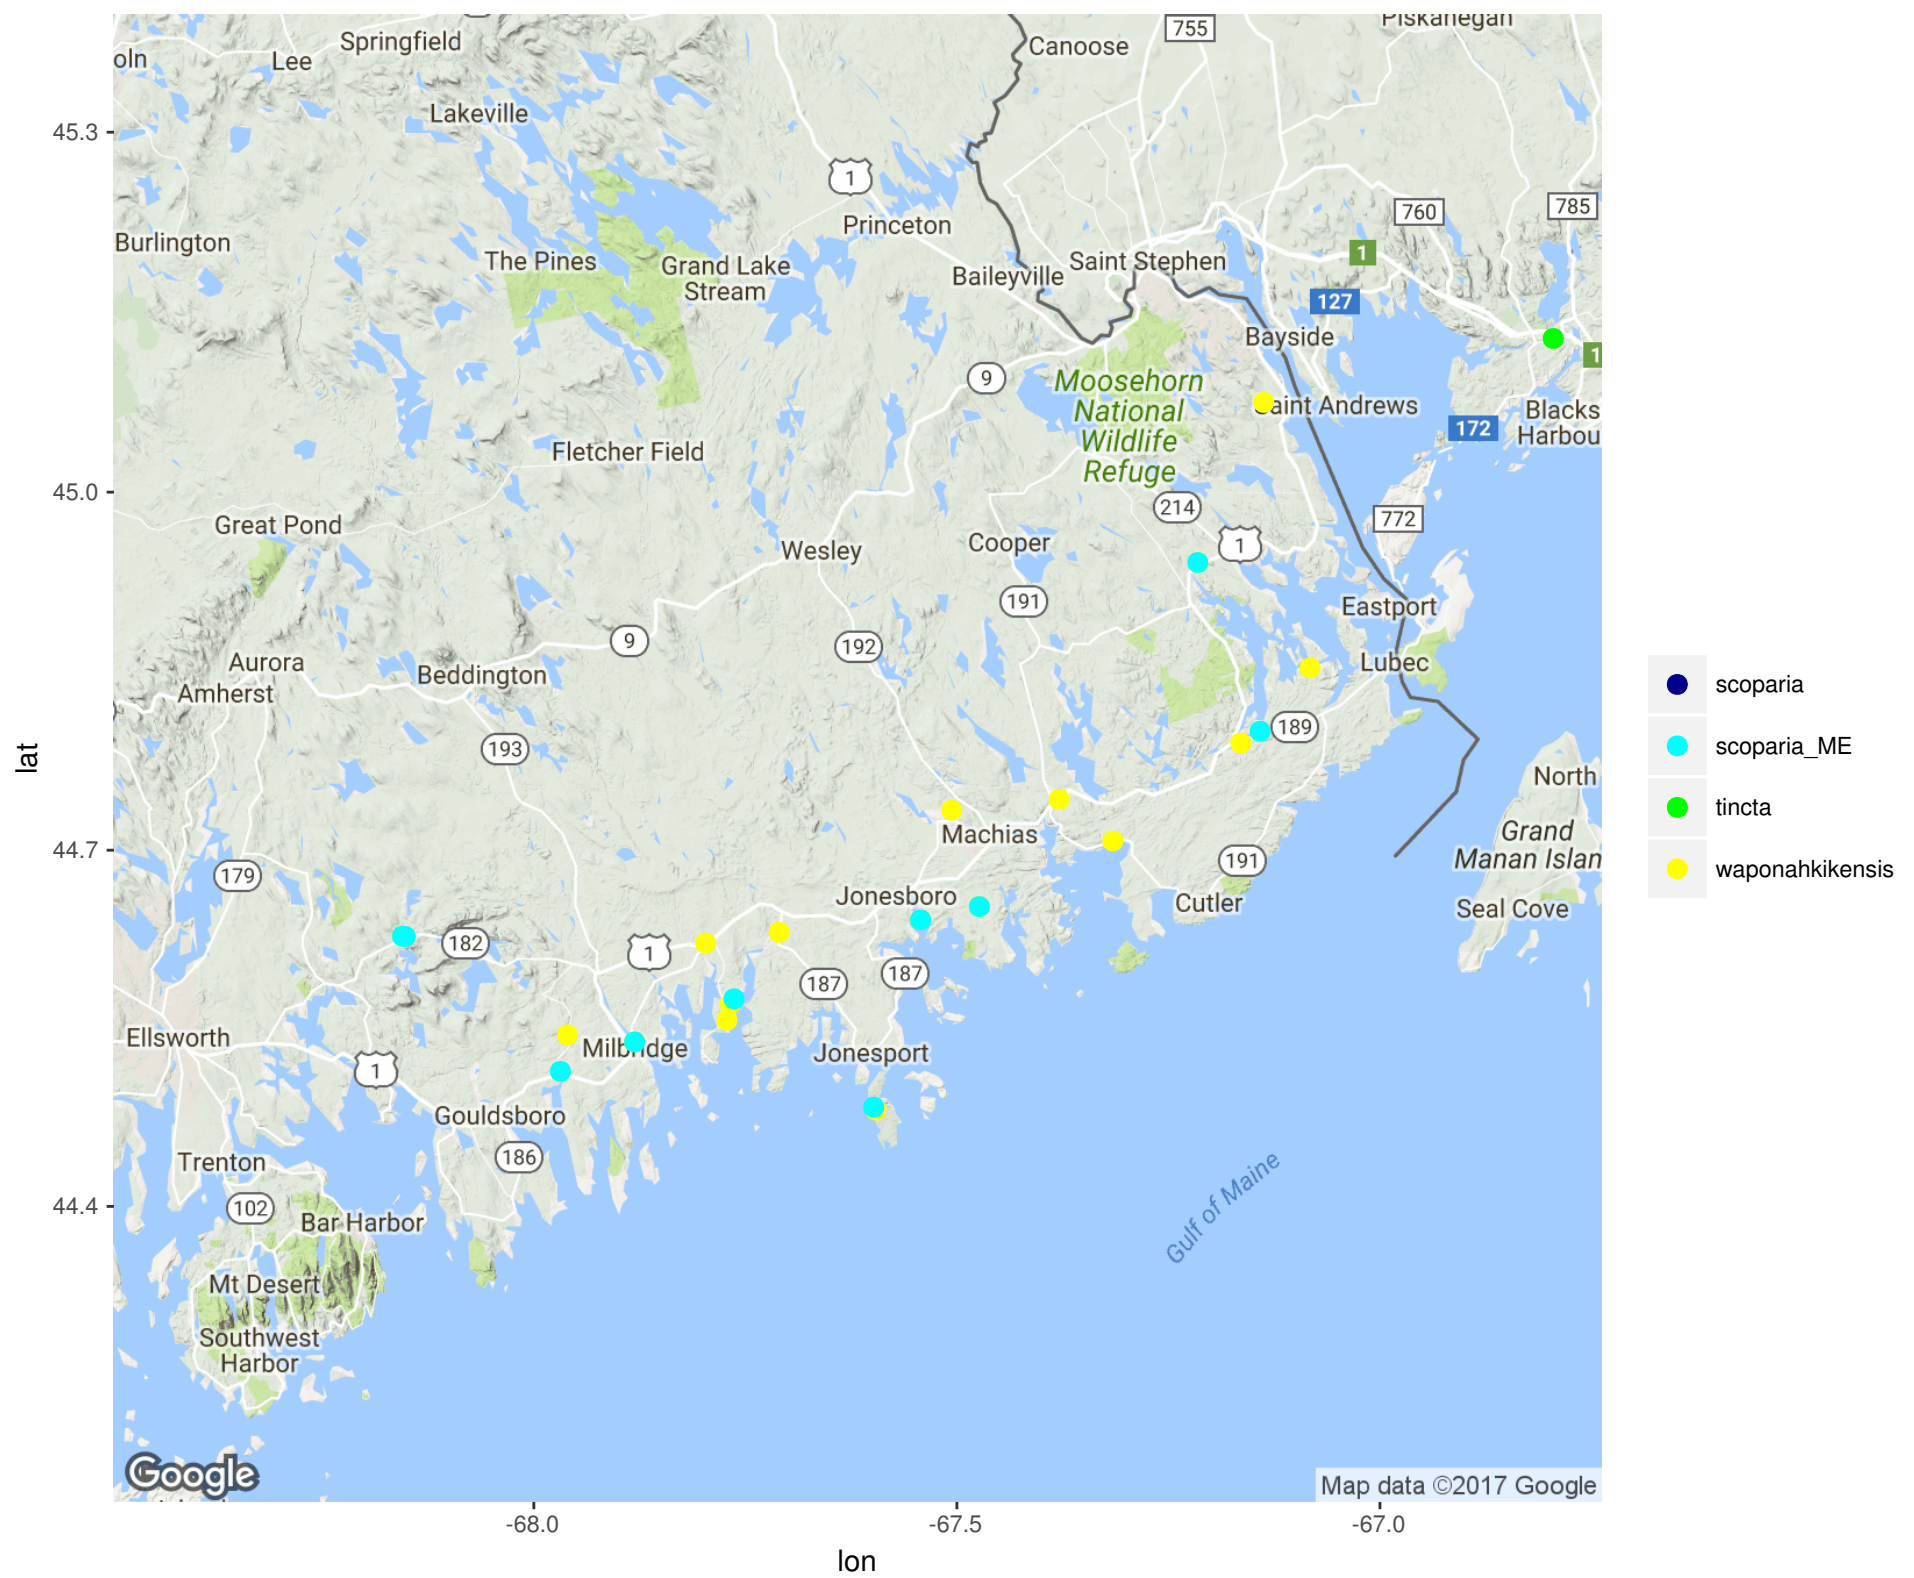 Piskahegan
755
Canoose
Springfield
oln
Lee
Lakeville
45.3
1
760
785
Princeton
Burlington
The Pines
Grand Lake
Stream
Saint Stephen
1
Baileyville
127
Bayside
1
9
Moosehorn
National
Wildlife
Refuge
aint Andrews
Blacks
Harbou
172
Fletcher Field
45.0
214
772
Great Pond
Wesley
Cooper
1
191
Eastport
9
192
Aurora
Amherst
Beddington
Lubec
scoparia
189
193
scoparia_ME
lat
North
tincta
Machias
Grand
Manan Islan
44.7
191
179
waponahkikensis
Jonesboro
Cutler
Seal Cove
182
1
187
187
Ellsworth
Milbridge
Jonesport
1
Gouldsboro
186
Trenton
Gulf of Maine
44.4
102
Bar Harbor
Mt Desert
Southwest
Harbor
Google
Map data ©2017 Google
-68.0
-67.5
-67.0
lon